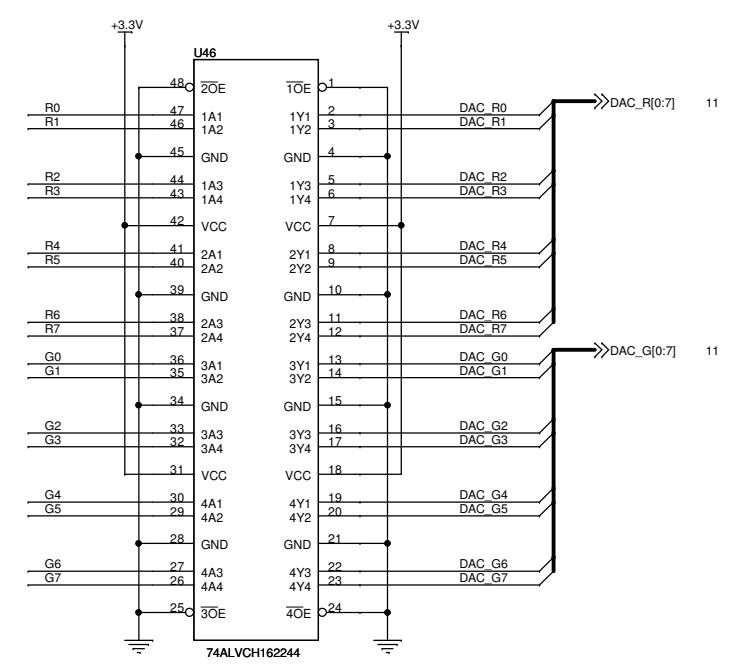 +3.3V +3.3V
U46
48 2OE 1OE 1
R0 47 1A1 1Y1 2 DAC_R0 DAC_R[0:7] 11
R1 46 1A2 1Y2 3 DAC_R1
45 GND GND 4
R2 44 1A3 1Y3 5 DAC_R2
R3 43 1A4 1Y4 6 DAC_R3
42 VCC VCC 7
R4 41 2A1 2Y1 8 DAC_R4
R5 40 2A2 2Y2 9 DAC_R5
39 GND GND 10
R6 38 2A3 2Y3 11 DAC_R6
R7 37 2A4 2Y4 12 DAC_R7
G0 36 3A1 3Y1 13 DAC_G0 DAC_G[0:7] 11
G1 35 3A2 3Y2 14 DAC_G1
34 GND GND 15
G2 33 3A3 3Y3 16 DAC_G2
G3 32 3A4 3Y4 17 DAC_G3
31 VCC VCC 18
G4 30 4A1 4Y1 19 DAC_G4
G5 29 4A2 4Y2 20 DAC_G5
28 GND GND 21
G6 27 4A3 4Y3 22 DAC_G6
G7 26 4A4 4Y4 23 DAC_G7
25 3OE 4OE 24
74ALVCH162244